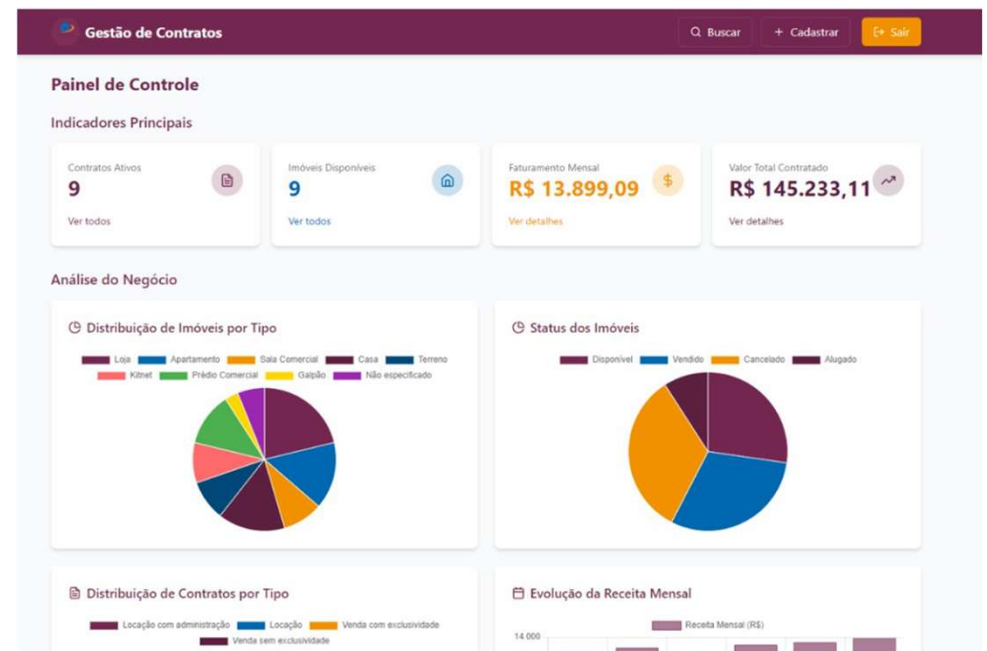 Gestão de Contratos
Buscar
+ Cadastrar
Sair
Painel de Controle
Indicadores Principais
Contratos Ativos
9
Ver todos
Imóveis Disponíveis
9
Ver todos
Faturamento Mensal
R$ 13.899,09
$
Ver detalhes
Valor Total Contratado
R$ 145.233,11
Ver detalhes
Análise do Negócio
Distribuição de Imóveis por Tipo
Loja Apartamento Sala Comercial Casa Terreno
Kitnet Prédio Comercial Galpão Não especificado
Status dos Imóveis
Disponível Vendido Cancelado Alugado
Distribuição de Contratos por Tipo
Locação com administração Locação Venda com exclusividade
Venda sem exclusividade
Evolução da Receita Mensal
Receita Mensal (R$)
14.000